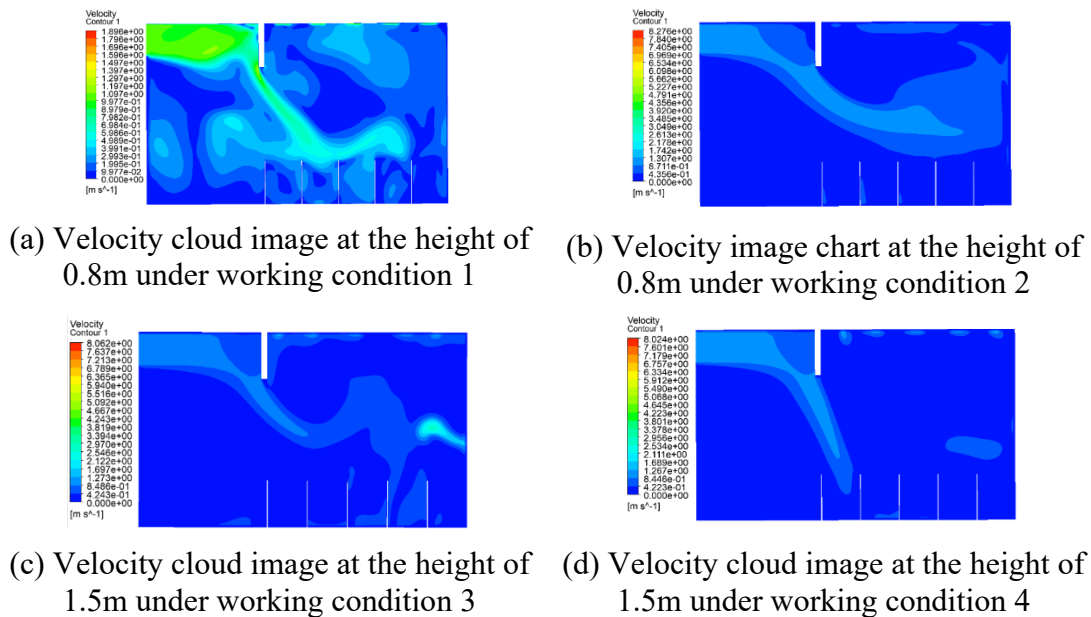 Velocity
Contour 1
1.896e+00
1.796e+00
1.696e+00
1.596e+00
1.497e+00
1.397e+00
1.297e+00
1.197e+00
1.097e+00
9.977e-01
8.979e-01
7.982e-01
6.984e-01
5.986e-01
4.989e-01
3.991e-01
2.993e-01
1.995e-01
9.977e-02
0.000e+00
[m s^-1]
Velocity
Contour 1
8.276e+00
7.840e+00
7.405e+00
6.969e+00
6.534e+00
6.098e+00
5.662e+00
5.227e+00
4.791e+00
4.356e+00
3.920e+00
3.485e+00
3.049e+00
2.613e+00
2.178e+00
1.742e+00
1.307e+00
8.711e-01
4.356e-01
0.000e+00
[m s^-1]
(a) Velocity cloud image at the height of
0.8m under working condition 1
(b) Velocity image chart at the height of
0.8m under working condition 2
Velocity
Contour 1
8.062e+00
7.637e+00
7.213e+00
6.789e+00
6.365e+00
5.940e+00
5.516e+00
5.092e+00
4.667e+00
4.243e+00
3.819e+00
3.394e+00
2.970e+00
2.546e+00
2.122e+00
1.697e+00
1.273e+00
8.486e-01
4.243e-01
0.000e+00
[m s^-1]
Velocity
Contour 1
8.024e+00
7.601e+00
7.179e+00
6.757e+00
6.334e+00
5.912e+00
5.490e+00
5.068e+00
4.645e+00
4.223e+00
3.801e+00
3.378e+00
2.956e+00
2.534e+00
2.111e+00
1.689e+00
1.267e+00
8.446e-01
4.223e-01
0.000e+00
[m s^-1]
(c) Velocity cloud image at the height of
1.5m under working condition 3
(d) Velocity cloud image at the height of
1.5m under working condition 4